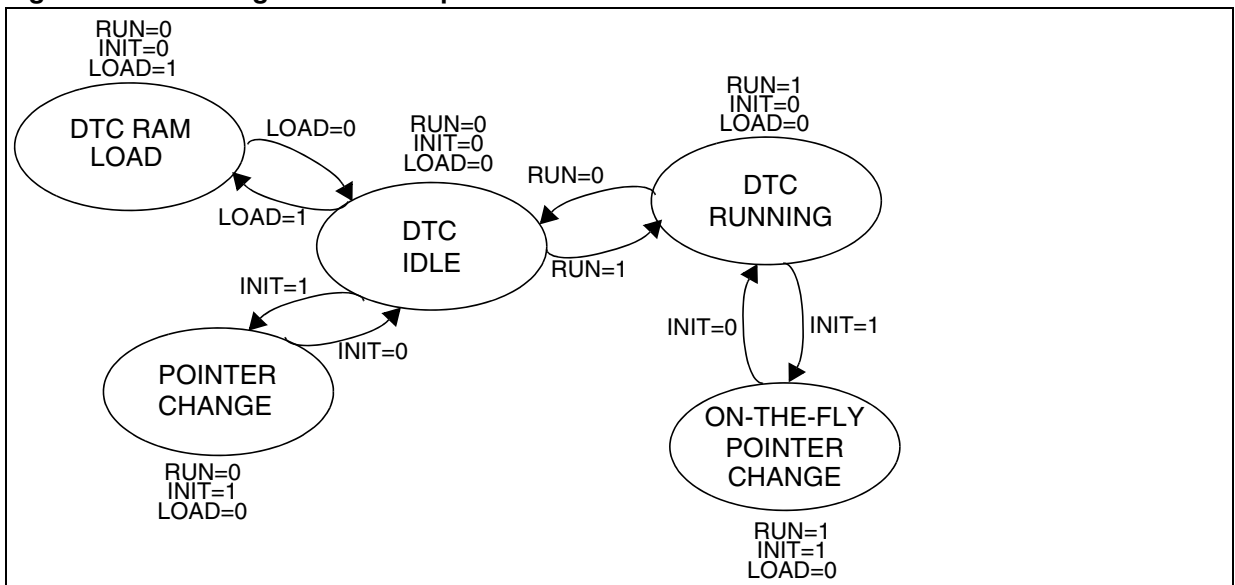 RUN=0
INIT=0
LOAD=1
DTC RAM
LOAD
LOAD=0
LOAD=1
RUN=0
INIT=0
LOAD=0
DTC
IDLE
RUN=0
RUN=1
RUN=1
INIT=0
LOAD=0
DTC
RUNNING
INIT=1
INIT=0
POINTER
CHANGE
RUN=0
INIT=1
LOAD=0
INIT=0
INIT=1
ON-THE-FLY
POINTER
CHANGE
RUN=1
INIT=1
LOAD=0